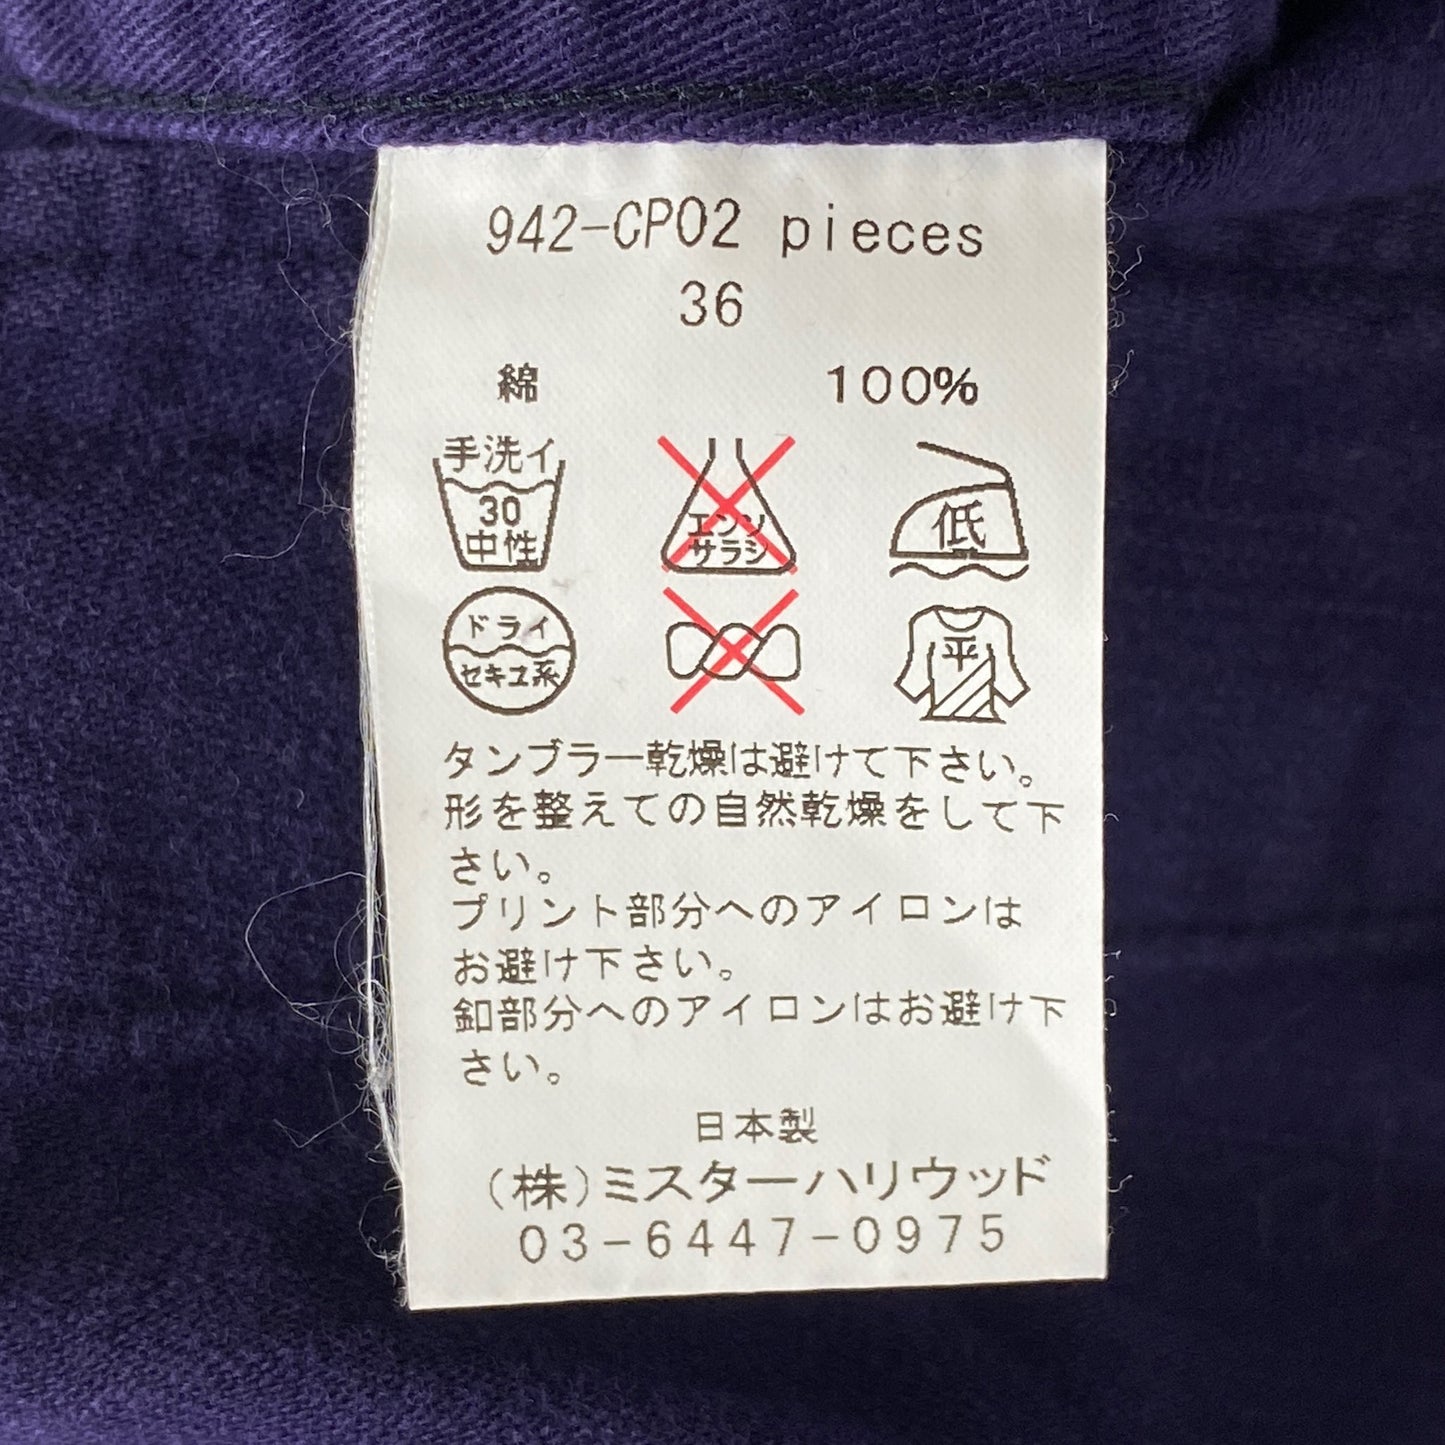 942-CP02 pieces
36
綿 100%
手洗イ
30
中性
エンソ
サラシ
低
ドライ
セキユ系
平
タンブラー乾燥は避けて下さい。
形を整えての自然乾燥をして下
さい。
プリント部分へのアイロンは
お避け下さい。
釦部分へのアイロンはお避け下
さい。
日本製
(株)ミスターハリウッド
03-6447-0975